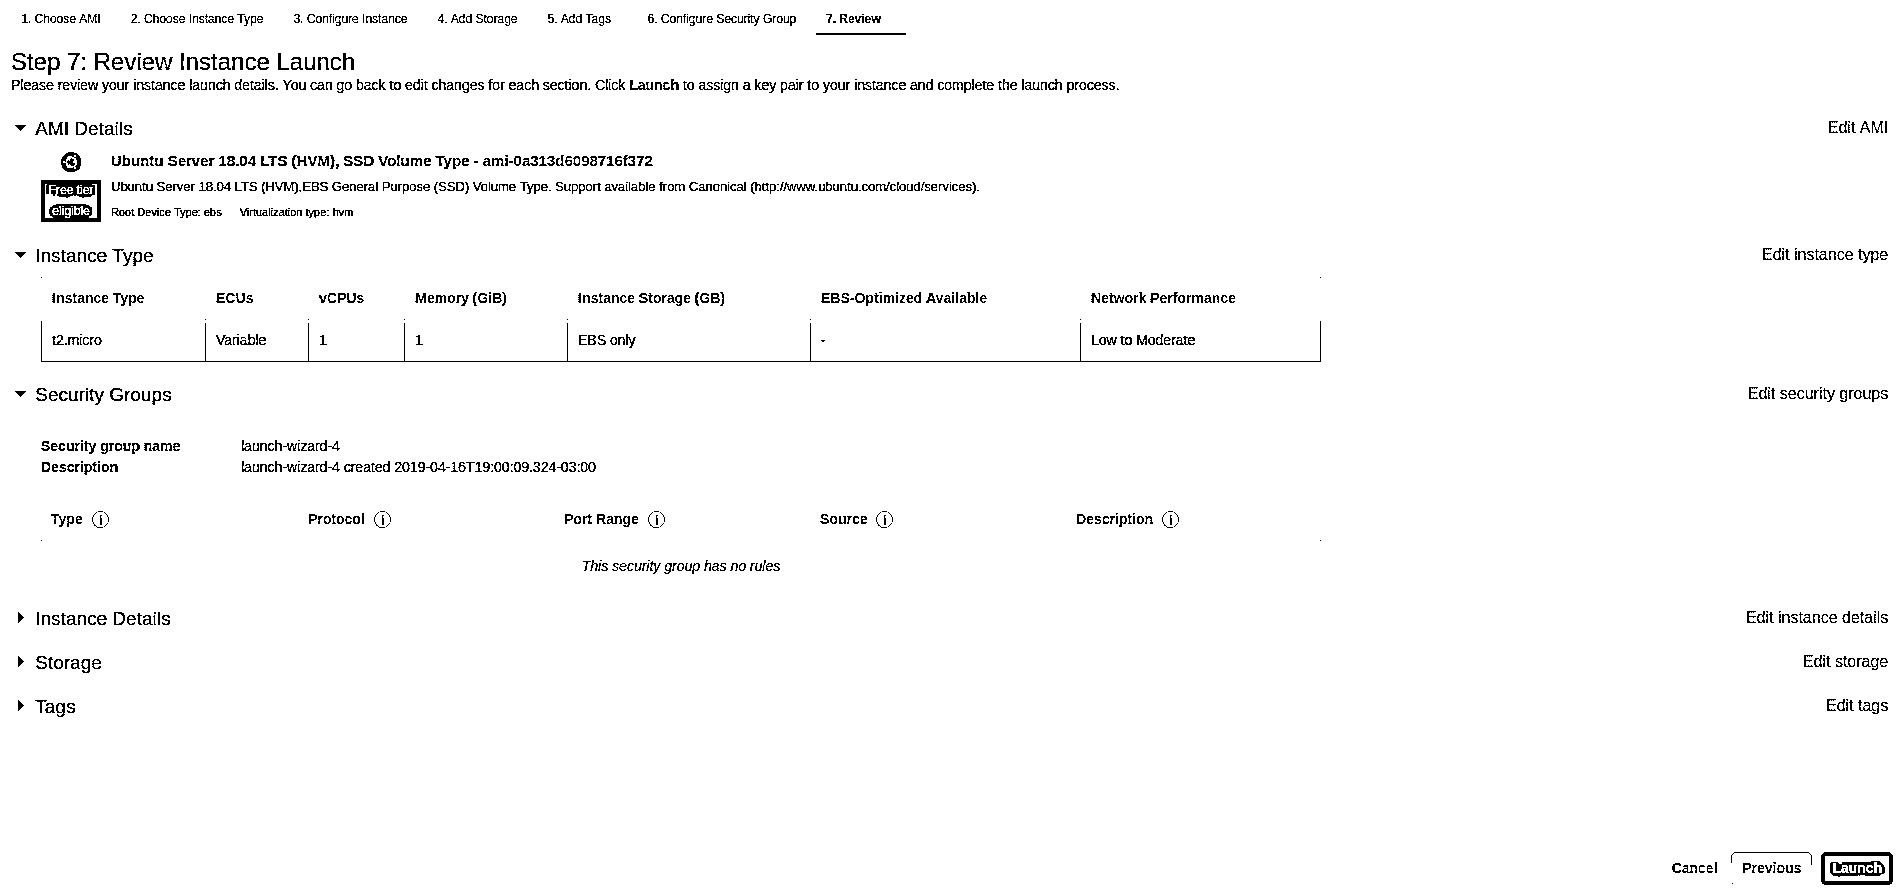 1. Choose AMI 2. Choose Instance Type 3. Configure Instance 4. Add Storage 5. Add Tags 6. Configure Security Group 7. Review
Step 7: Review Instance Launch
Please review your instance launch details. You can go back to edit changes for each section. Click Launch to assign a key pair to your instance and complete the launch process.
AMI Details Edit AMI
Ubuntu Server 18.04 LTS (HVM), SSD Volume Type - ami-0a313d6098716f372
Free tier Ubuntu Server 18.04 LTS (HVM),EBS General Purpose (SSD) Volume Type. Support available from Canonical (http://www.ubuntu.com/cloud/services).
eligible Root Device Type: ebs Virtualization type: hvm
Instance Type Edit instance type
Instance Type ECUs vCPUs Memory (GiB) Instance Storage (GB) EBS-Optimized Available Network Performance
t2.micro Variable 1 1 EBS only - Low to Moderate
Security Groups Edit security groups
Security group name launch-wizard-4
Description launch-wizard-4 created 2019-04-16T19:00:09.324-03:00
Type i Protocol i Port Range i Source i Description i
This security group has no rules
Instance Details Edit instance details
Storage Edit storage
Tags Edit tags
Cancel Previous Launch